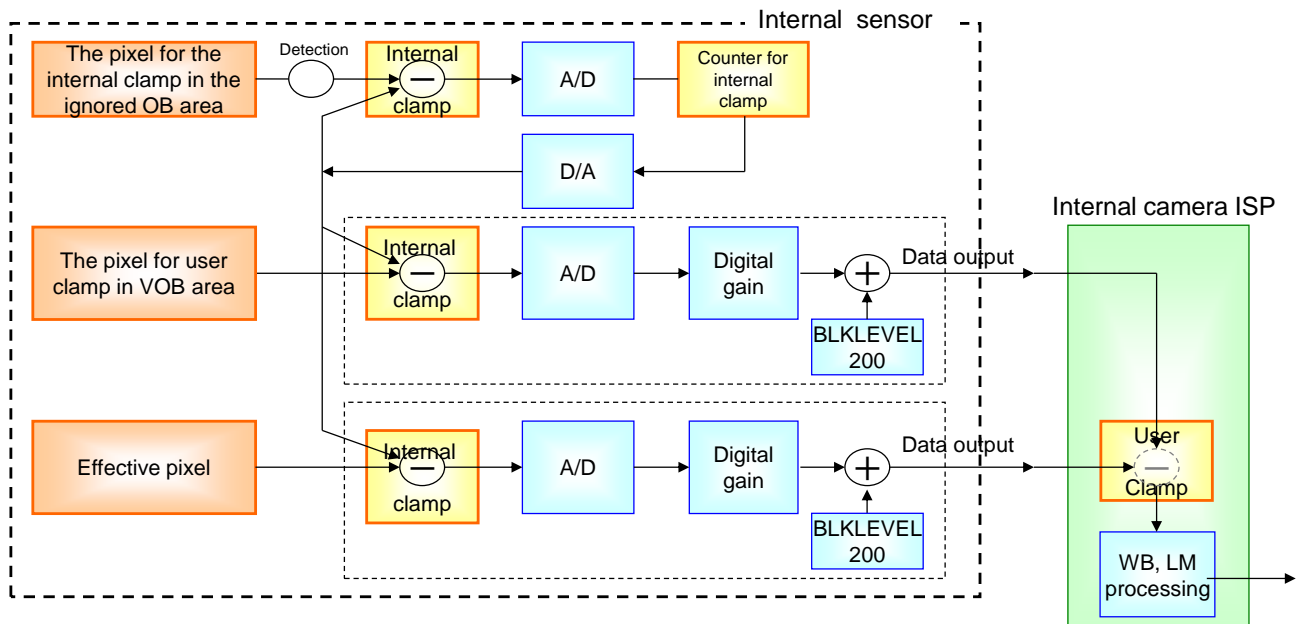 Internal sensor
The pixel for the
internal clamp in the
ignored OB area
Detection
Internal
−
clamp
A/D
Counter for
internal
clamp
D/A
Internal camera ISP
The pixel for user
clamp in VOB area
Internal
−
clamp
A/D
Digital
gain
+
Data output
BLKLEVEL
200
Effective pixel
Internal
−
clamp
A/D
Digital
gain
+
Data output
BLKLEVEL
200
User
−
Clamp
WB, LM
processing